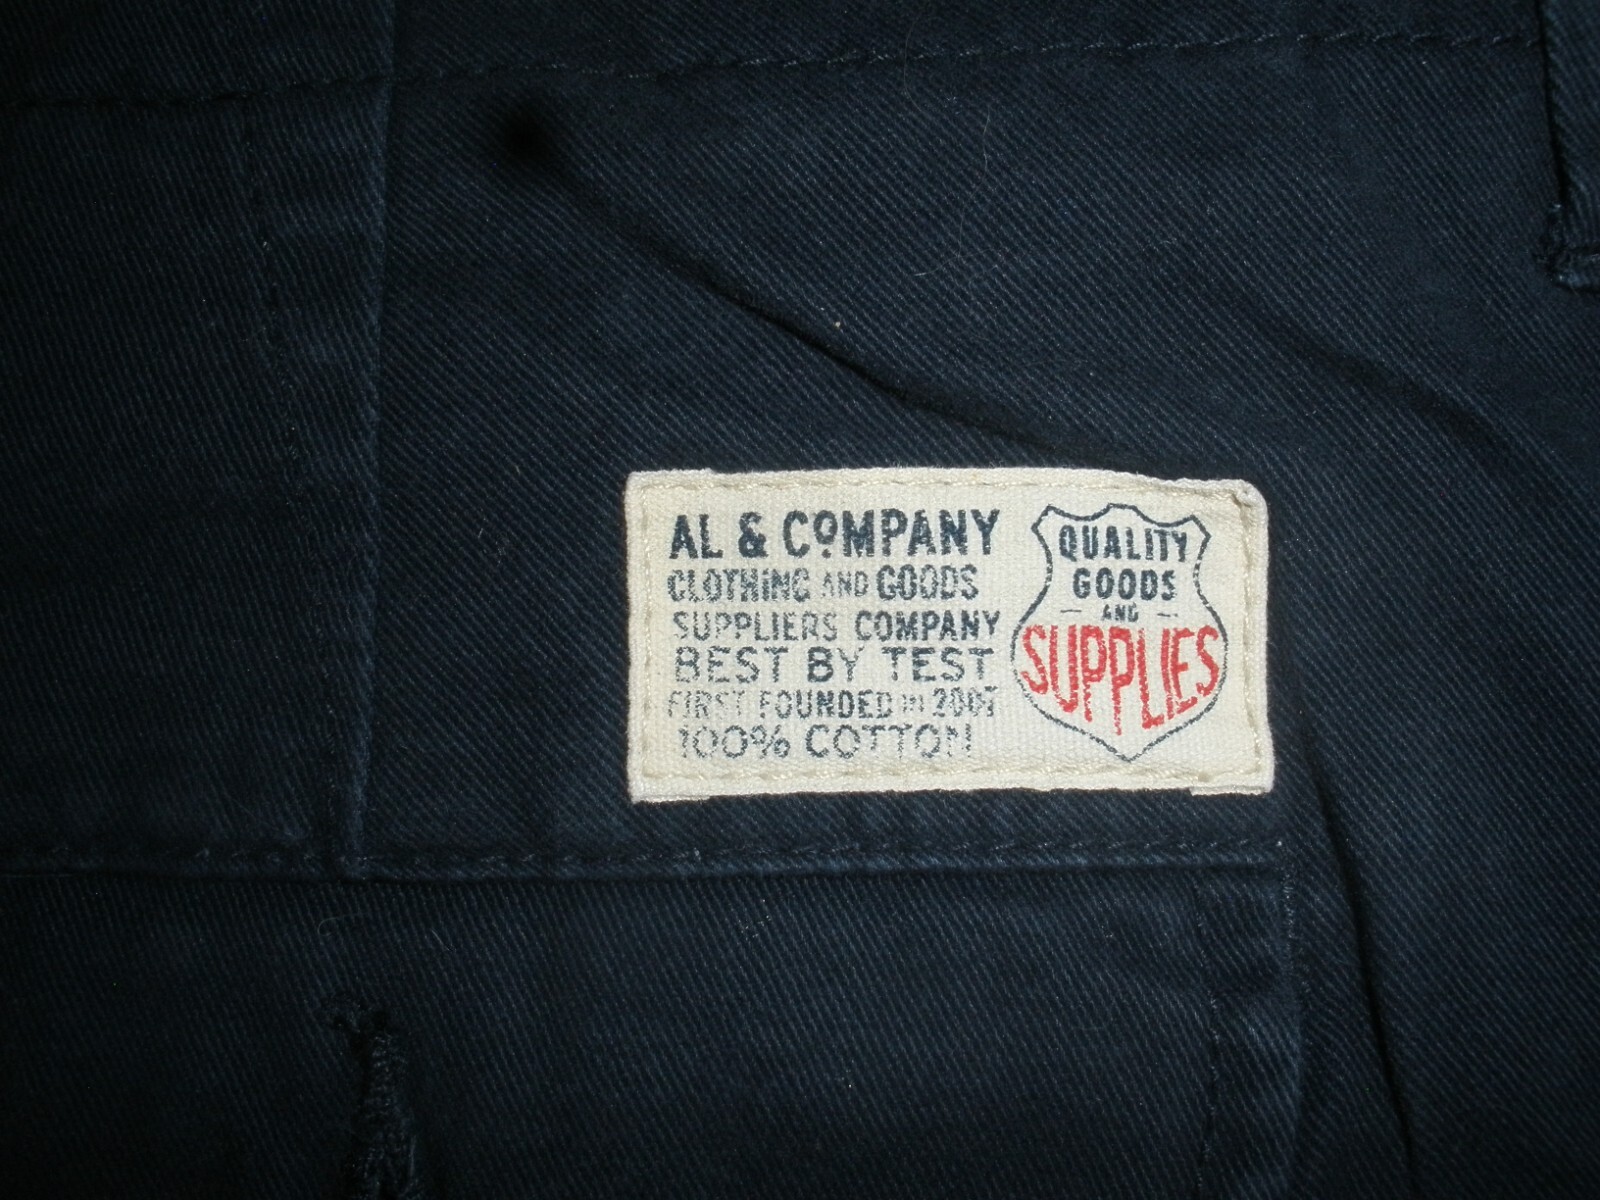 AL & CoMPANY
CLOTHiNG AND GOODS
SUPPLIERS COMPANY
BEST BY TEST
FIRST FOUNDED in 2007
100% COTTON
QUALITY
GOODS
AND
SUPPLIES